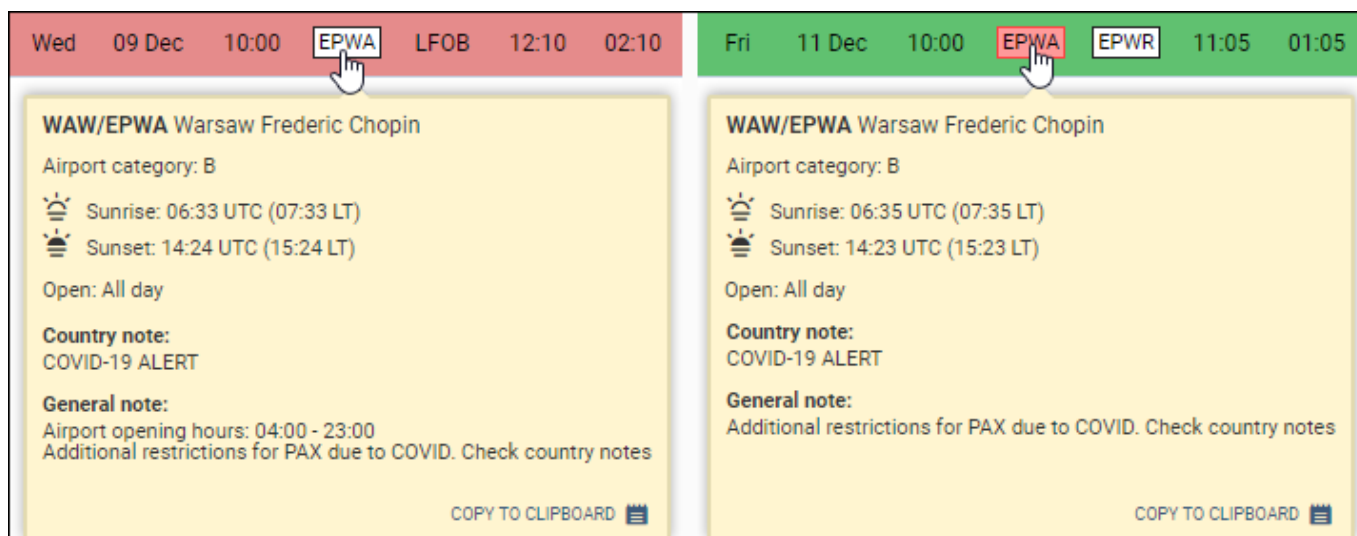 Wed 09 Dec 10:00 EPWA LFOB 12:10 02:10
WAW/EPWA Warsaw Frederic Chopin
Airport category: B
Sunrise: 06:33 UTC (07:33 LT)
Sunset: 14:24 UTC (15:24 LT)
Open: All day
Country note:
COVID-19 ALERT
General note:
Airport opening hours: 04:00 - 23:00
Additional restrictions for PAX due to COVID. Check country notes
COPY TO CLIPBOARD
Fri 11 Dec 10:00 EPWA EPWR 11:05 01:05
WAW/EPWA Warsaw Frederic Chopin
Airport category: B
Sunrise: 06:35 UTC (07:35 LT)
Sunset: 14:23 UTC (15:23 LT)
Open: All day
Country note:
COVID-19 ALERT
General note:
Additional restrictions for PAX due to COVID. Check country notes
COPY TO CLIPBOARD